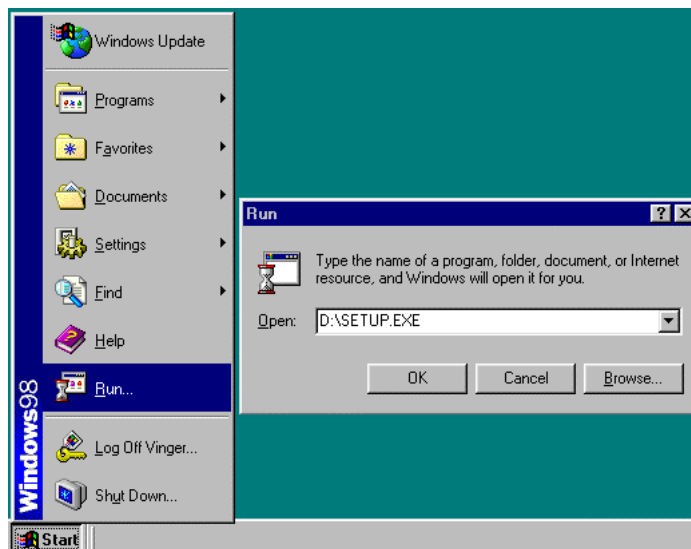 Windows Update
Programs
Favorites
Documents
Settings
Find
Help
Run...
Log Off Vinger...
Shut Down...
Windows98
Start
Run
Type the name of a program, folder, document, or Internet
resource, and Windows will open it for you.
Open: D:\SETUP.EXE
OK Cancel Browse...